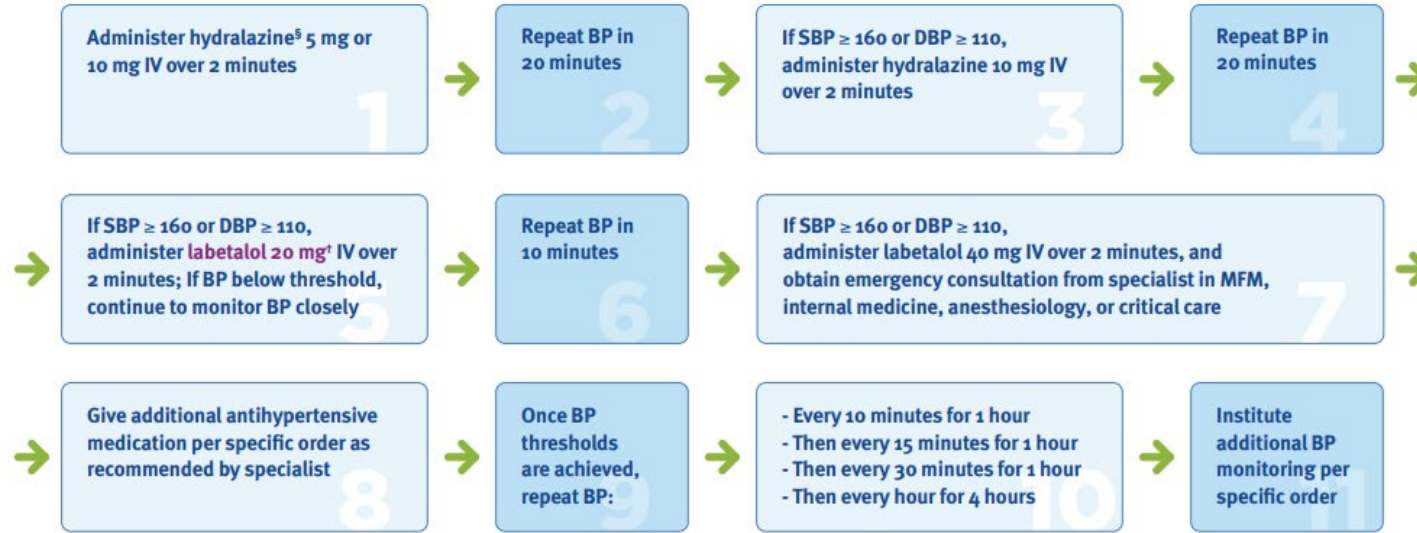 Administer hydralazine§ 5 mg or
10 mg IV over 2 minutes
1
Repeat BP in
20 minutes
2
If SBP ≥ 160 or DBP ≥ 110,
administer hydralazine 10 mg IV
over 2 minutes
3
Repeat BP in
20 minutes
4
If SBP ≥ 160 or DBP ≥ 110,
administer labetalol 20 mg† IV over
2 minutes; If BP below threshold,
continue to monitor BP closely
5
Repeat BP in
10 minutes
6
If SBP ≥ 160 or DBP ≥ 110,
administer labetalol 40 mg IV over 2 minutes, and
obtain emergency consultation from specialist in MFM,
internal medicine, anesthesiology, or critical care
7
Give additional antihypertensive
medication per specific order as
recommended by specialist
8
Once BP
thresholds
are achieved,
repeat BP:
9
- Every 10 minutes for 1 hour
- Then every 15 minutes for 1 hour
- Then every 30 minutes for 1 hour
- Then every hour for 4 hours
10
Institute
additional BP
monitoring per
specific order
11